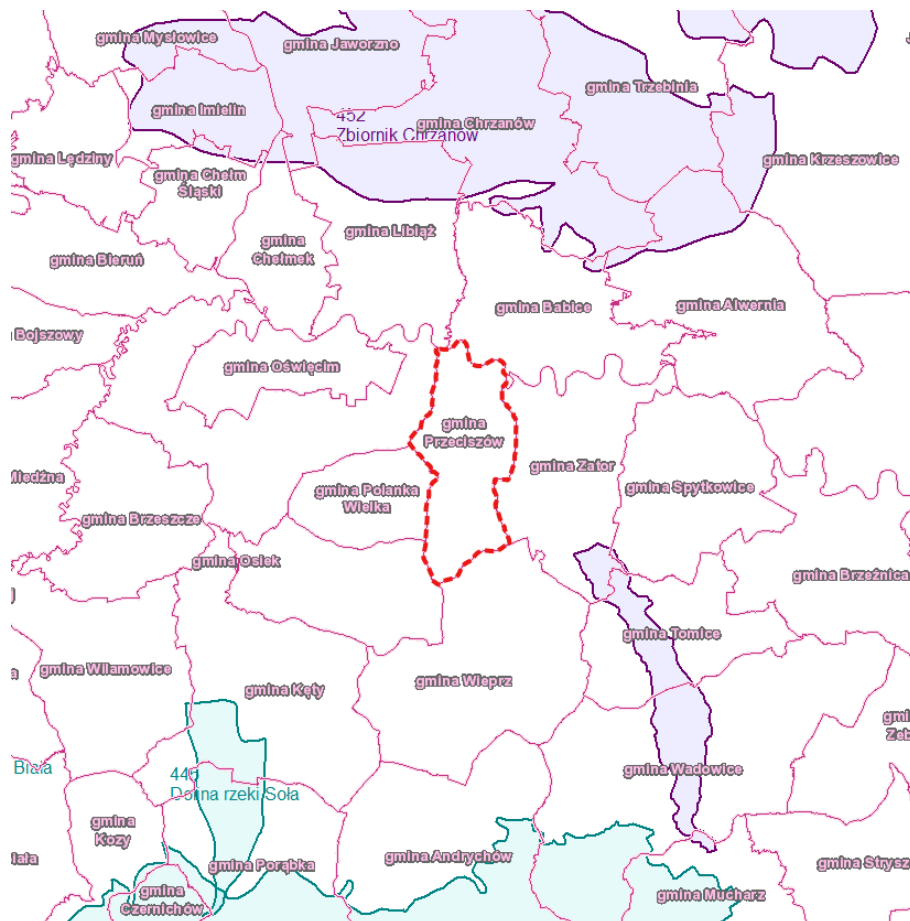 gmina Mysłowice
gmina Jaworzno
gmina Trzebinia
gmina Imielin
452
Zbiornik Chrzanów
gmina Chrzanów
gmina Lędziny
gmina Chełm
Śląski
gmina Krzeszowice
gmina Libiąż
gmina Chełmek
gmina Bieruń
gmina Babice
gmina Alwernia
Bojszowy
gmina Oświęcim
gmina
Przeciszów
gmina Zator
Miedźna
gmina Polanka
Wielka
gmina Spytkowice
gmina Brzeszcze
gmina Osiek
gmina Brzeźnica
gmina Tomice
gmina Wilamowice
gmina Kęty
gmina Wieprz
Biała
446
Dolina rzeki Soła
gmina Wadowice
gmina
Kozy
gmina Porąbka
gmina Andrychów
gmina
Czernichów
gmina Mucharz
gmina Strysz